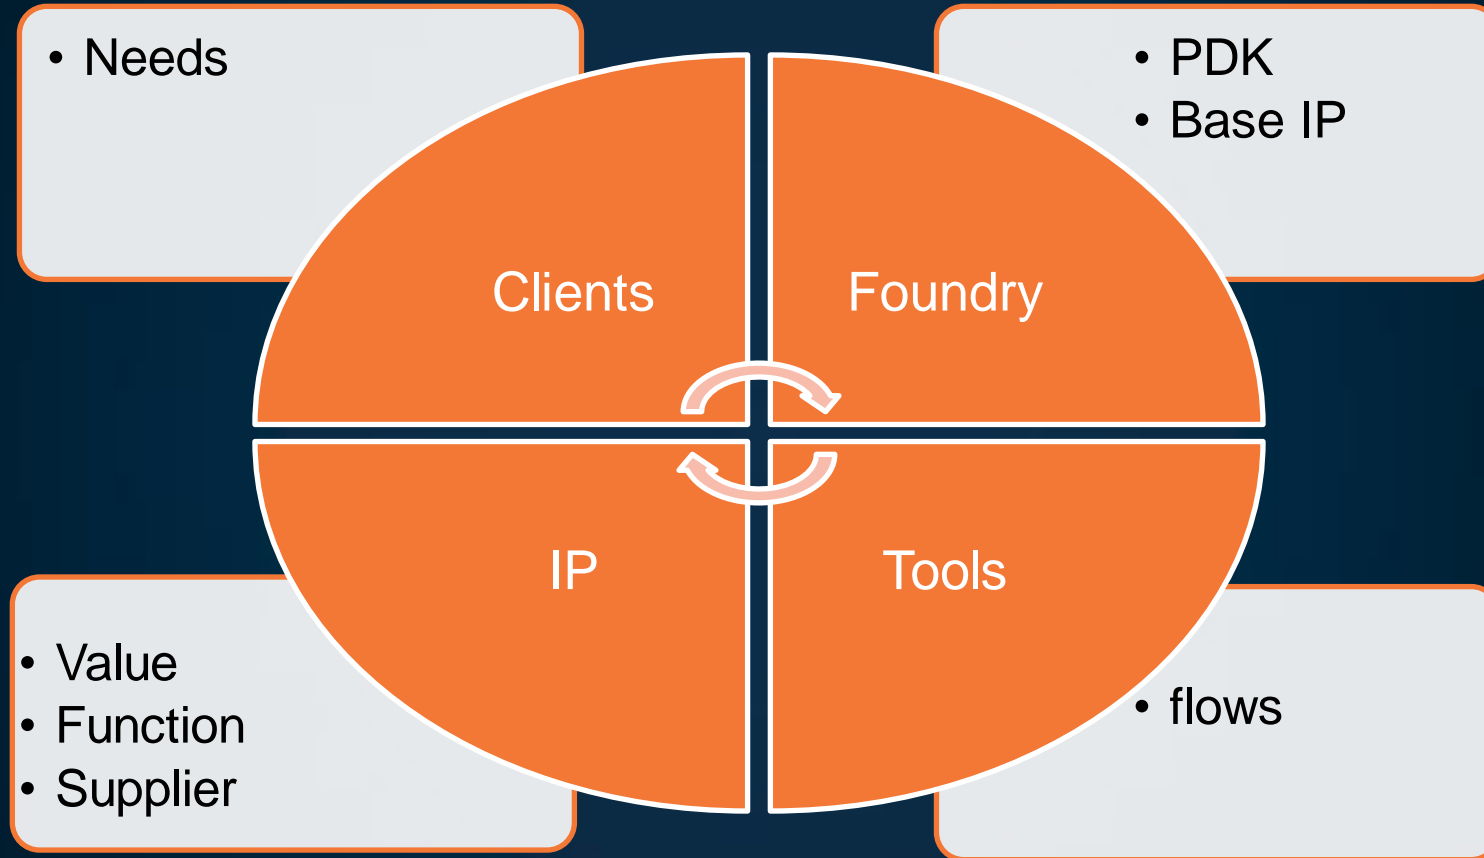 • Needs
• PDK
• Base IP
Clients
Foundry
IP
Tools
• Value
• Function
• Supplier
• flows